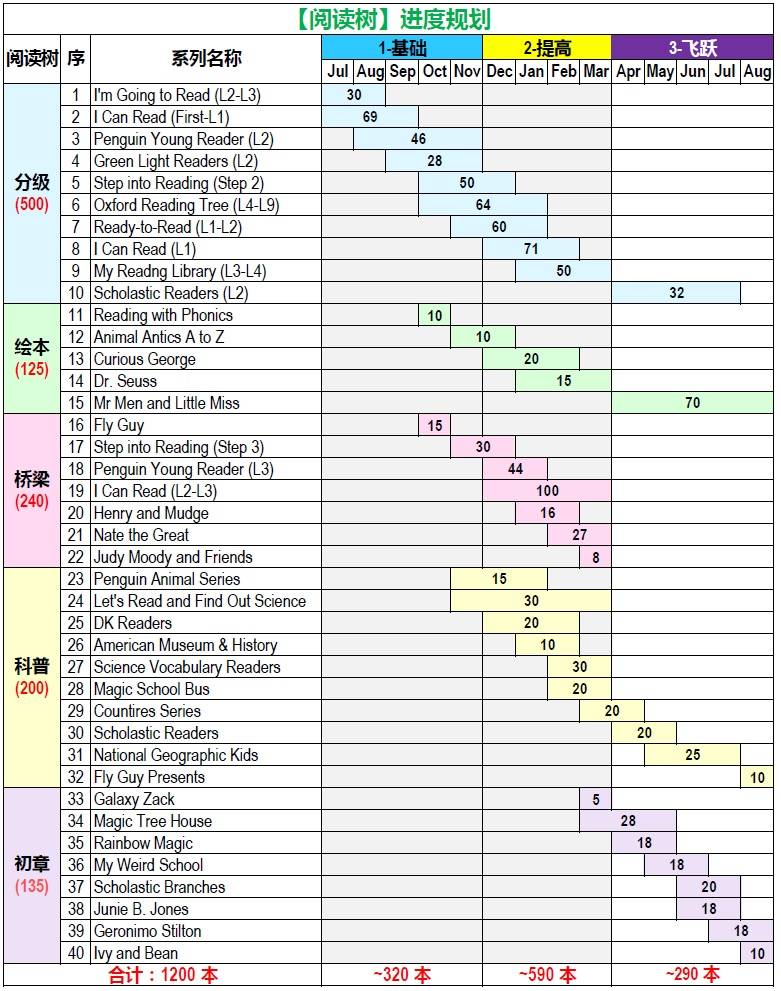 【阅读树】进度规划
阅读树 序 系列名称 1-基础 2-提高 3-飞跃
Jul Aug Sep Oct Nov Dec Jan Feb Mar Apr May Jun Jul Aug
分级
(500)
1 I'm Going to Read (L2-L3) 30
2 I Can Read (First-L1) 69
3 Penguin Young Reader (L2) 46
4 Green Light Readers (L2) 28
5 Step into Reading (Step 2) 50
6 Oxford Reading Tree (L4-L9) 64
7 Ready-to-Read (L1-L2) 60
8 I Can Read (L1) 71
9 My Readng Library (L3-L4) 50
10 Scholastic Readers (L2) 32
绘本
(125)
11 Reading with Phonics 10
12 Animal Antics A to Z 10
13 Curious George 20
14 Dr. Seuss 15
15 Mr Men and Little Miss 70
桥梁
(240)
16 Fly Guy 15
17 Step into Reading (Step 3) 30
18 Penguin Young Reader (L3) 44
19 I Can Read (L2-L3) 100
20 Henry and Mudge 16
21 Nate the Great 27
22 Judy Moody and Friends 8
科普
(200)
23 Penguin Animal Series 15
24 Let's Read and Find Out Science 30
25 DK Readers 20
26 American Museum & History 10
27 Science Vocabulary Readers 30
28 Magic School Bus 20
29 Countires Series 20
30 Scholastic Readers 20
31 National Geographic Kids 25
32 Fly Guy Presents 10
初章
(135)
33 Galaxy Zack 5
34 Magic Tree House 28
35 Rainbow Magic 18
36 My Weird School 18
37 Scholastic Branches 20
38 Junie B. Jones 18
39 Geronimo Stilton 18
40 Ivy and Bean 10
合计：1200 本 ~320 本 ~590 本 ~290 本